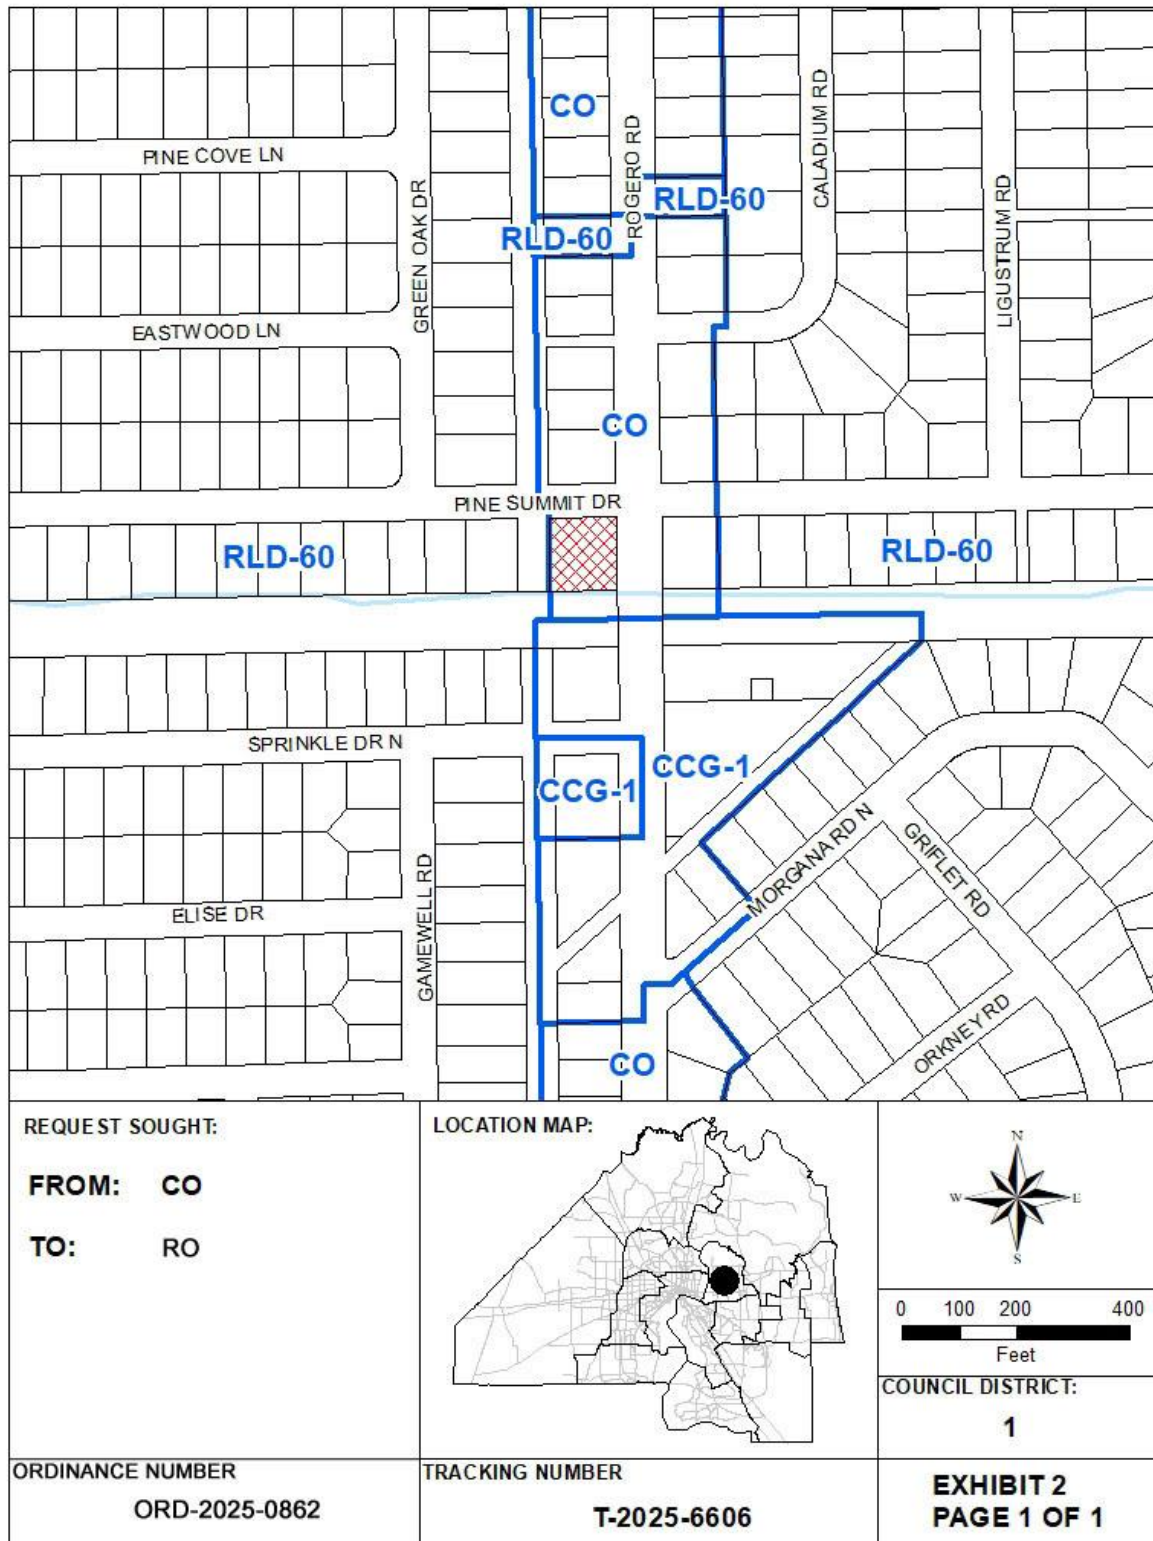 CO
PINE COVE LN
ROGERO RD
CALADIUM RD
GREEN OAK DR
RLD-60
LIGUSTRUM RD
RLD-60
EASTWOOD LN
CO
PINE SUMMIT DR
RLD-60
RLD-60
SPRINKLE DR N
CCG-1
CCG-1
MORGANA RD N
GRIFLET RD
ELISE DR
GAMEWELL RD
ORKNEY RD
CO
REQUEST SOUGHT:
FROM: CO
TO: RO
LOCATION MAP:
N
W E
S
0 100 200 400
Feet
COUNCIL DISTRICT:
1
ORDINANCE NUMBER
ORD-2025-0862
TRACKING NUMBER
T-2025-6606
EXHIBIT 2
PAGE 1 OF 1